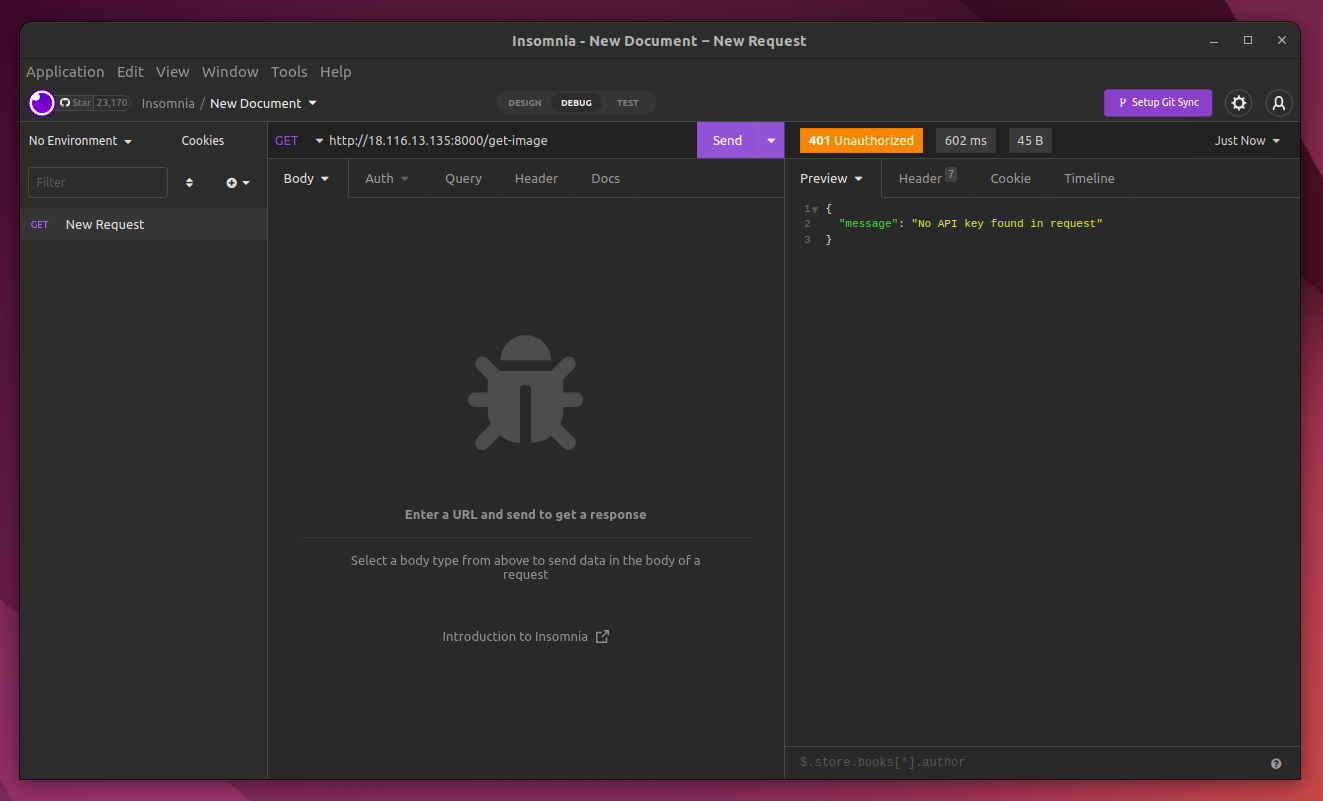 Insomnia - New Document – New Request
Application Edit View Window Tools Help
Star 23,170 Insomnia / New Document DESIGN DEBUG TEST Setup Git Sync
No Environment Cookies
Filter
GET New Request
GET http://18.116.13.135:8000/get-image Send
Body Auth Query Header Docs
Enter a URL and send to get a response
Select a body type from above to send data in the body of a
request
Introduction to Insomnia
401 Unauthorized 602 ms 45 B Just Now
Preview Header 7 Cookie Timeline
1 {
2 "message": "No API key found in request"
3 }
$.store.books[*].author